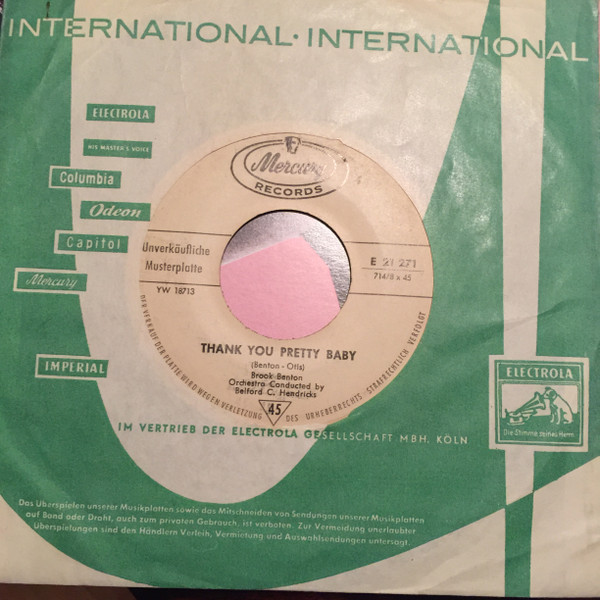 INTERNATIONAL · INTERNATIONAL
ELECTROLA
HIS MASTER'S VOICE
Columbia
Odeon
Capitol
Mercury
IMPERIAL
Mercury
RECORDS
Unverkäufliche
Musterplatte
YW 18713
E 21 271
714/8 x 45
THANK YOU PRETTY BABY
(Benton - Otis)
Brook Benton
Orchestra Conducted by
Belford C. Hendricks
45
DER VERKAUF DER PLATTE WIRD WEGEN VERLETZUNG DES URHEBERRECHTS STRAFRECHTLICH VERFOLGT
ELECTROLA
Die Stimme seines Herrn
IM VERTRIEB DER ELECTROLA GESELLSCHAFT MBH. KÖLN
Das Überspielen unserer Musikplatten sowie das Mitschneiden von Sendungen unserer Musikplatten
auf Band oder Draht, auch zum privaten Gebrauch, ist verboten. Zur Vermeidung unerlaubter
Überspielungen sind den Händlern Verleih, Vermietung und Auswahlsendungen untersagt.